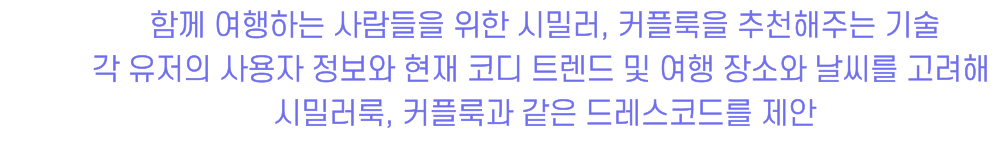 함께 여행하는 사람들을 위한 시밀러, 커플룩을 추천해주는 기술
각 유저의 사용자 정보와 현재 코디 트렌드 및 여행 장소와 날씨를 고려해
시밀러룩, 커플룩과 같은 드레스코드를 제안